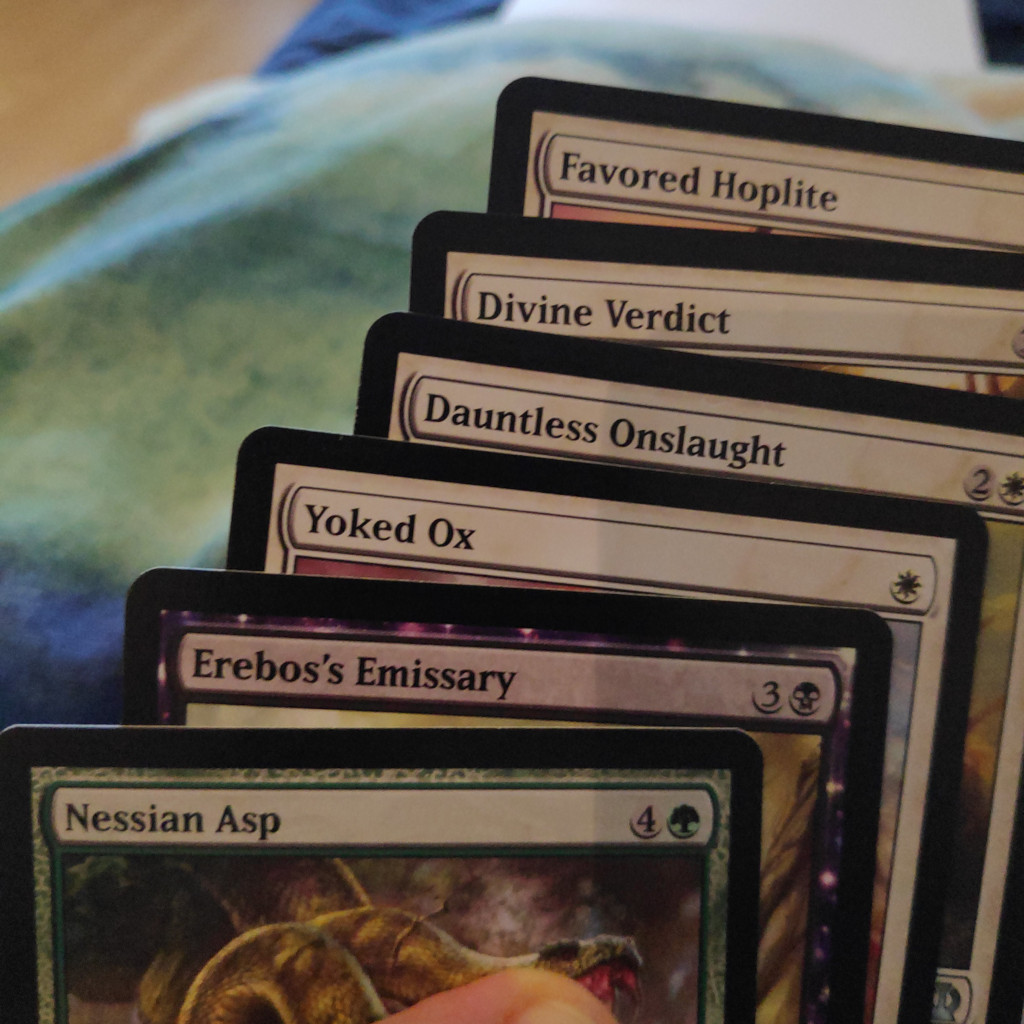 Favored Hoplite
Divine Verdict
Dauntless Onslaught 2
Yoked Ox
Erebos's Emissary 3
Nessian Asp 4